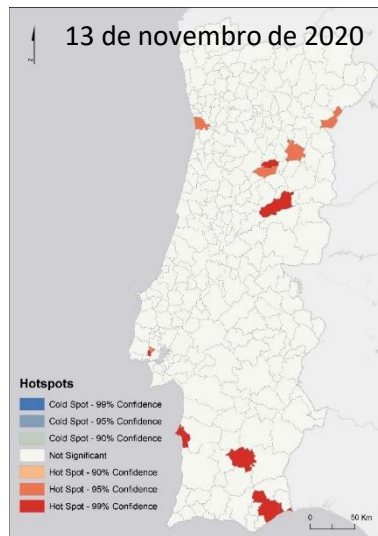 13 de novembro de 2020
N
Hotspots
Cold Spot - 99% Confidence
Cold Spot - 95% Confidence
Cold Spot - 90% Confidence
Not Significant
Hot Spot - 90% Confidence
Hot Spot - 95% Confidence
Hot Spot - 99% Confidence
0 50 Km